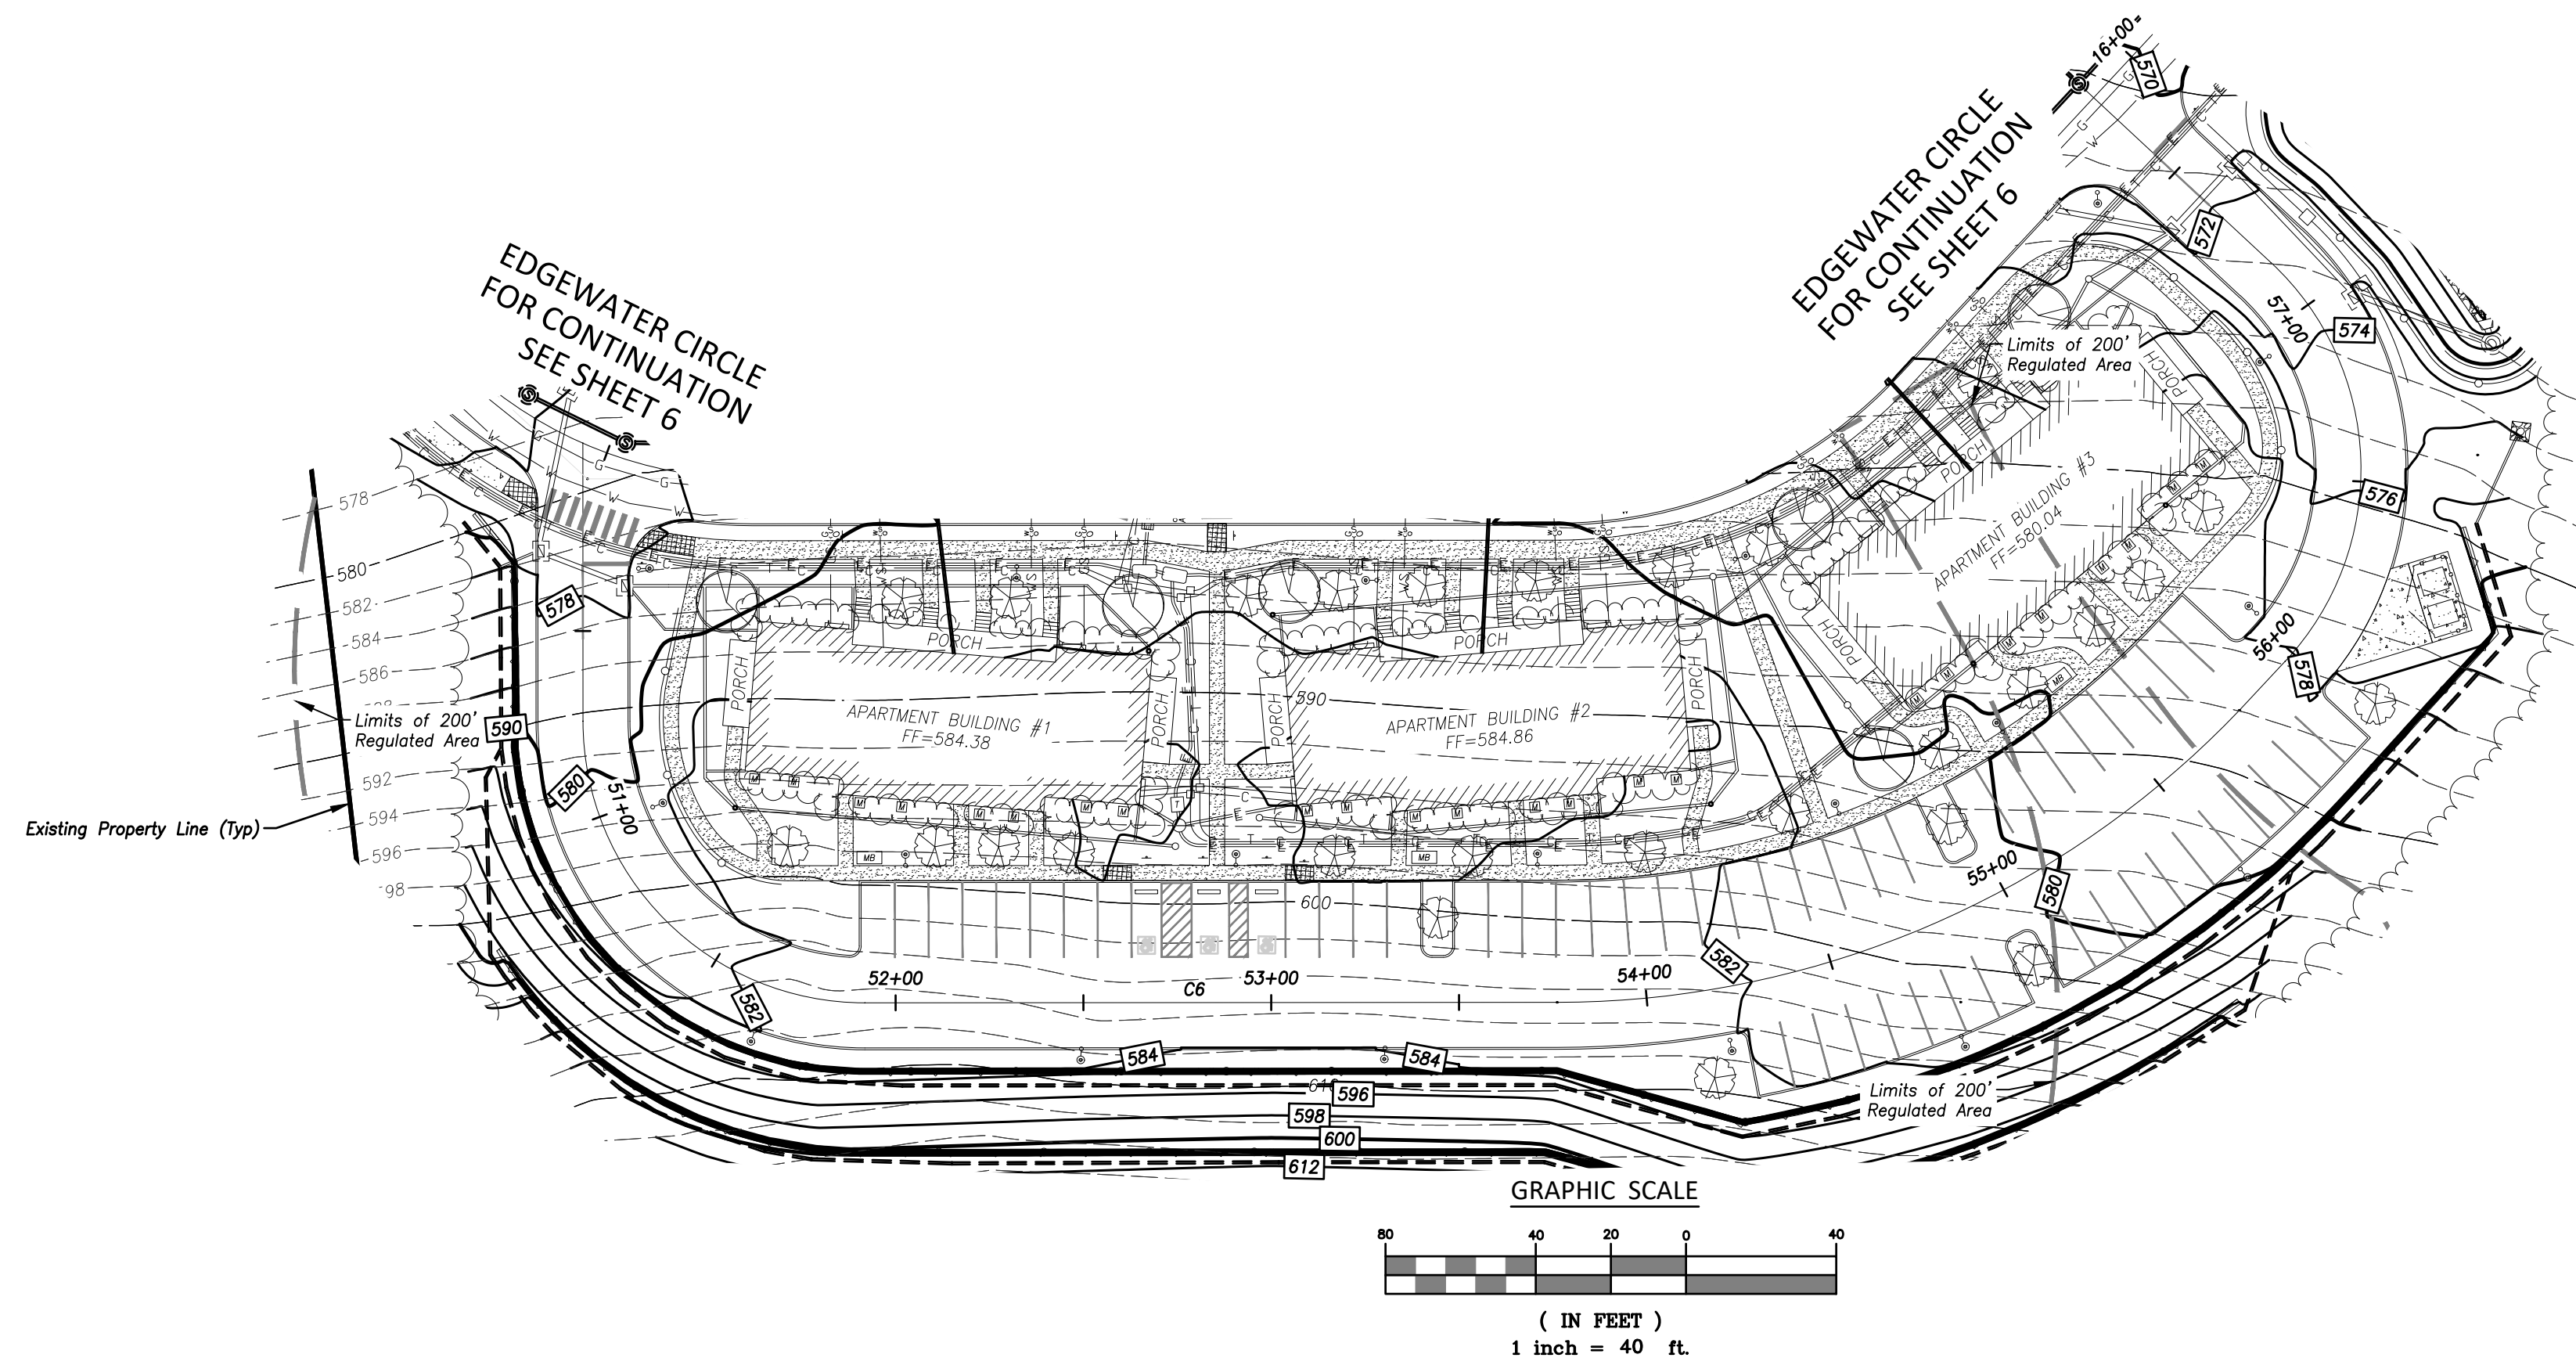 16+00
570
EDGEWATER CIRCLE
FOR CONTINUATION
SEE SHEET 6
EDGEWATER CIRCLE
FOR CONTINUATION
SEE SHEET 6
572
57+00
574
Limits of 200'
Regulated Area
PORCH
PORCH
576
578
580
582
584
586
578
APARTMENT BUILDING #3
FF=580.04
PORCH
PORCH
PORCH
PORCH
PORCH
PORCH
PORCH
56+00
578
MB
590
APARTMENT BUILDING #1
FF=584.38
APARTMENT BUILDING #2
FF=584.86
Limits of 200'
Regulated Area
590
592
594
596
98
580
51+00
Existing Property Line (Typ)
MB
MB
55+00
580
600
582
582
52+00
53+00
54+00
C6
584
584
596
598
600
612
Limits of 200'
Regulated Area
GRAPHIC SCALE
80 40 20 0 40
( IN FEET )
1 inch = 40 ft.